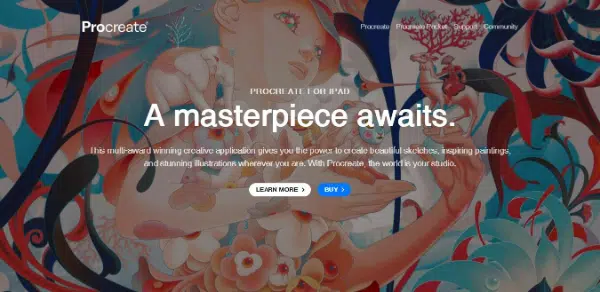 Procreate
Procreate Procreate Pocket Support Community
PROCREATE FOR IPAD
A masterpiece awaits.
This multi-award winning creative application gives you the power to create beautiful sketches, inspiring paintings,
and stunning illustrations wherever you are. With Procreate, the world in your studio.
LEARN MORE >
BUY >